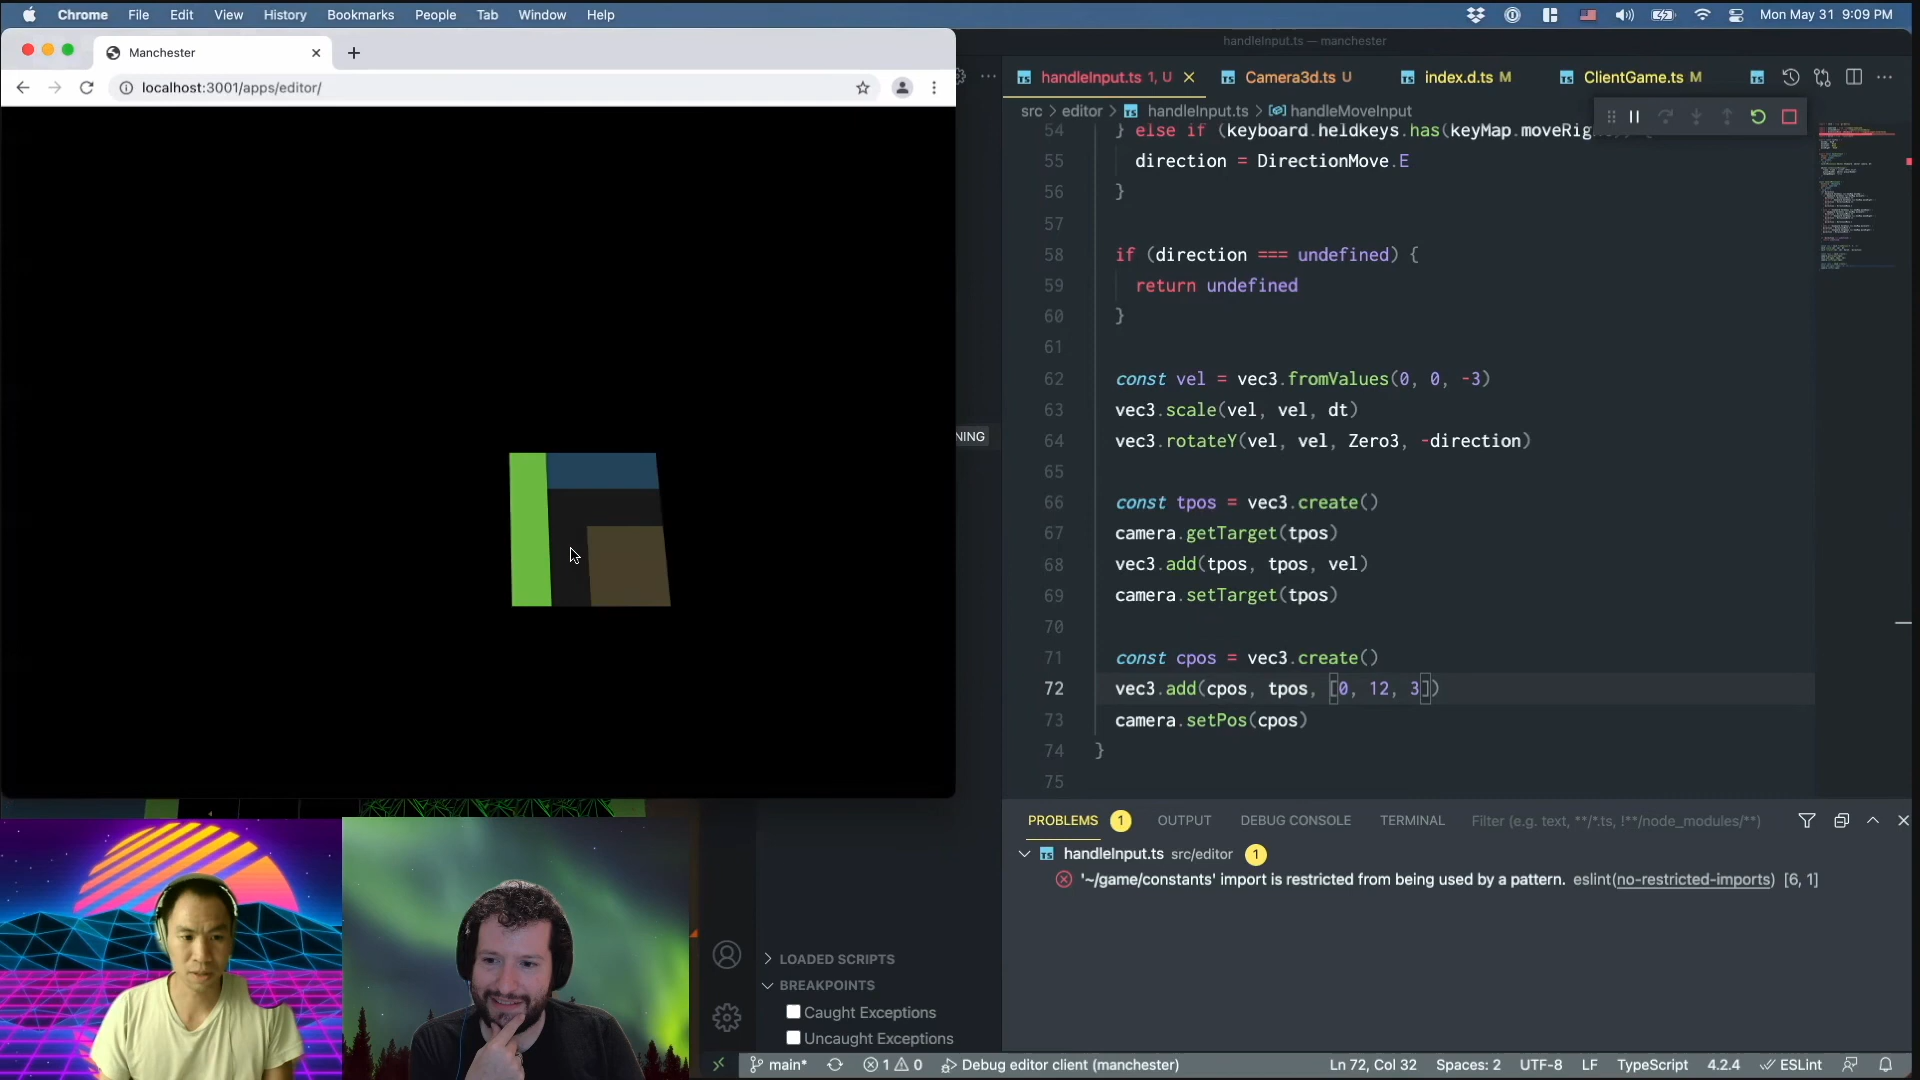 Chrome File Edit View History Bookmarks People Tab Window Help
Mon May 31 9:09 PM
Manchester
localhost:3001/apps/editor/
handleInput.ts — manchester
handleInput.ts 1, U
Camera3d.ts U
index.d.ts M
ClientGame.ts M
src > editor > handleInput.ts > handleMoveInput
54 } else if (keyboard.heldkeys.has(keyMap.moveRig
55 direction = DirectionMove.E
56 }
57
58 if (direction === undefined) {
59 return undefined
60 }
61
62 const vel = vec3.fromValues(0, 0, -3)
63 vec3.scale(vel, vel, dt)
64 vec3.rotateY(vel, vel, Zero3, -direction)
65
66 const tpos = vec3.create()
67 camera.getTarget(tpos)
68 vec3.add(tpos, tpos, vel)
69 camera.setTarget(tpos)
70
71 const cpos = vec3.create()
72 vec3.add(cpos, tpos, [0, 12, 3])
73 camera.setPos(cpos)
74 }
75
NING
PROBLEMS 1 OUTPUT DEBUG CONSOLE TERMINAL Filter (e.g. text, **/*.ts, !**/node_modules/**)
handleInput.ts src/editor 1
'~/game/constants' import is restricted from being used by a pattern. eslint(no-restricted-imports) [6, 1]
LOADED SCRIPTS
BREAKPOINTS
Caught Exceptions
Uncaught Exceptions
main* 1 0 Debug editor client (manchester) Ln 72, Col 32 Spaces: 2 UTF-8 LF TypeScript 4.2.4 ESLint